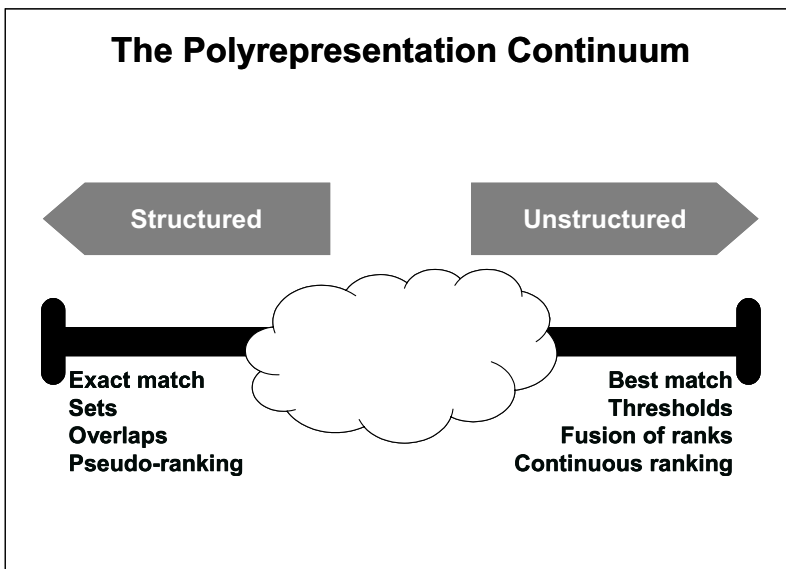 The Polyrepresentation Continuum
Structured
Unstructured
Exact match
Sets
Overlaps
Pseudo-ranking
Best match
Thresholds
Fusion of ranks
Continuous ranking